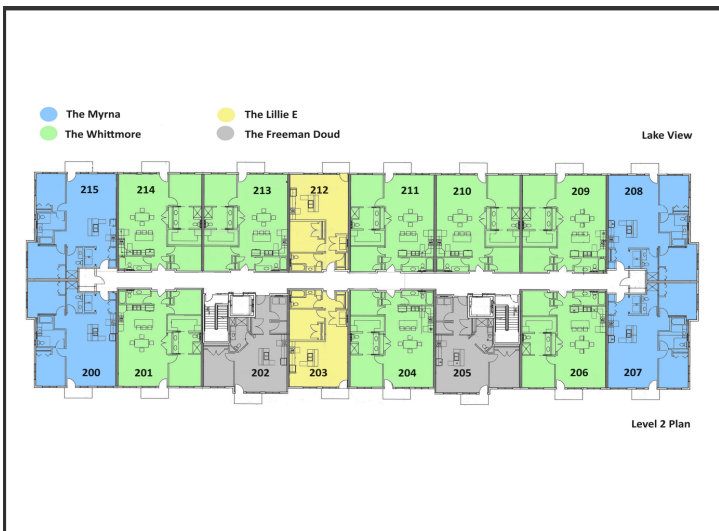 The Myrna
The Lillie E
The Whittmore
The Freeman Doud
Lake View
215
214
213
212
211
210
209
208
200
201
202
203
204
205
206
207
Level 2 Plan